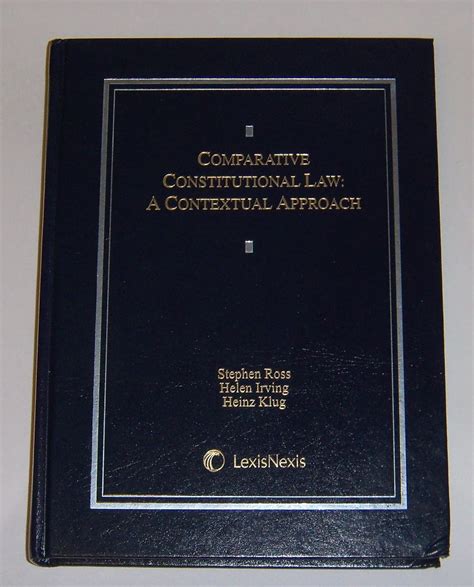 COMPARATIVE
CONSTITUTIONAL LAW:
A CONTEXTUAL APPROACH
Stephen Ross
Helen Irving
Heinz Klug
LexisNexis